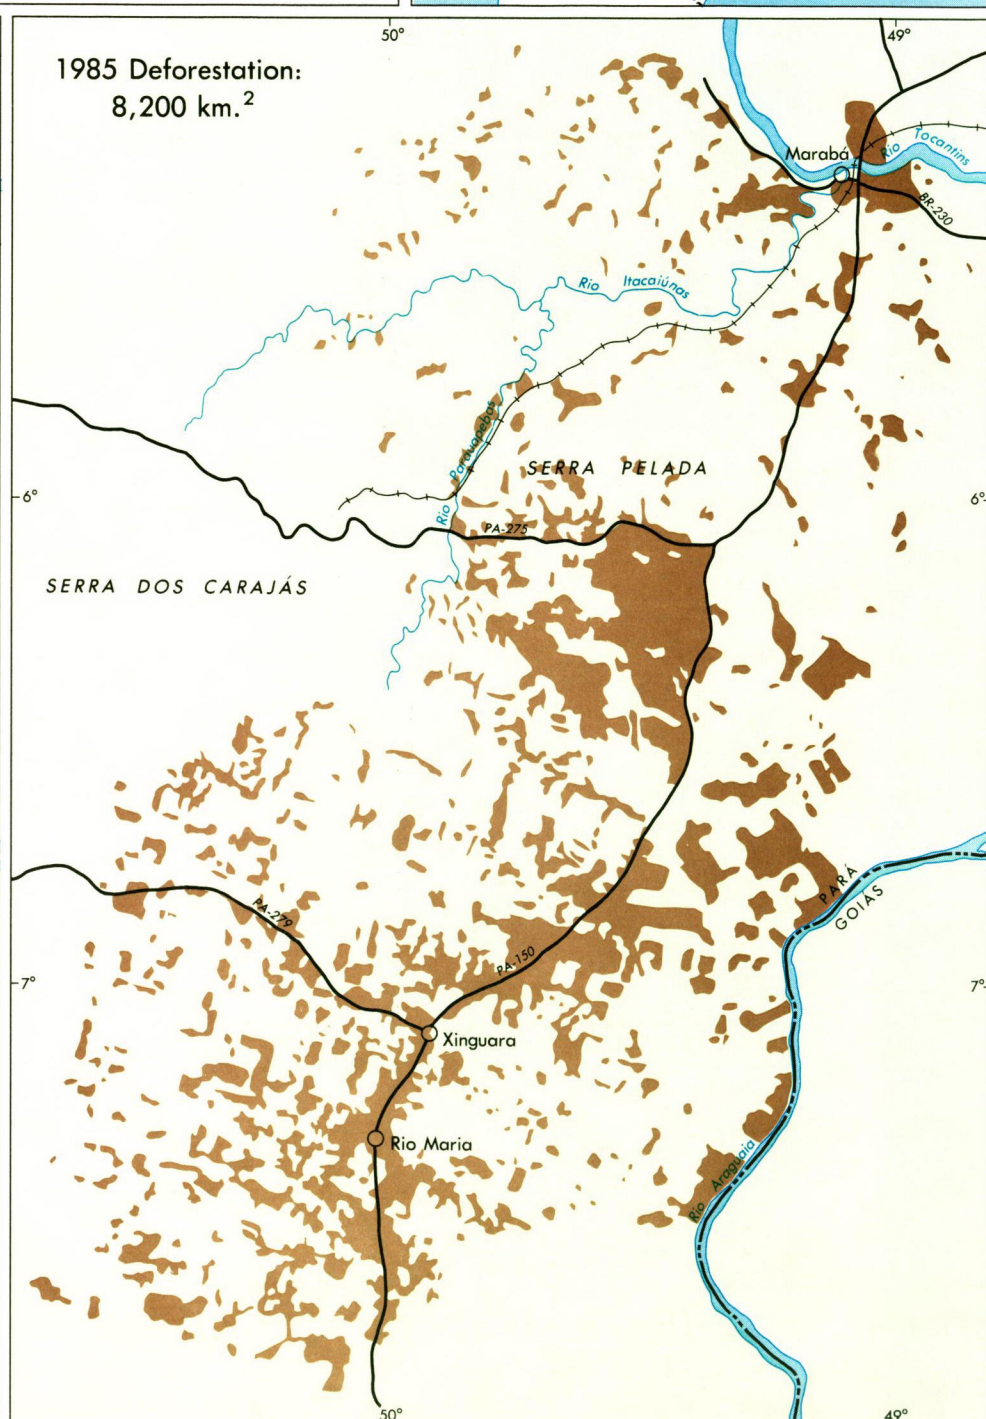 50°
49°
1985 Deforestation:
8,200 km.²
Marabá
Rio Tocantins
BR-230
Rio Itacaiúnas
Rio Parauapebas
SERRA PELADA
6°
6°
PA-275
SERRA DOS CARAJÁS
PARÁ
GOIÁS
PA-279
PA-150
7°
7°
Xinguara
Rio Maria
Rio Araguaia
50°
49°